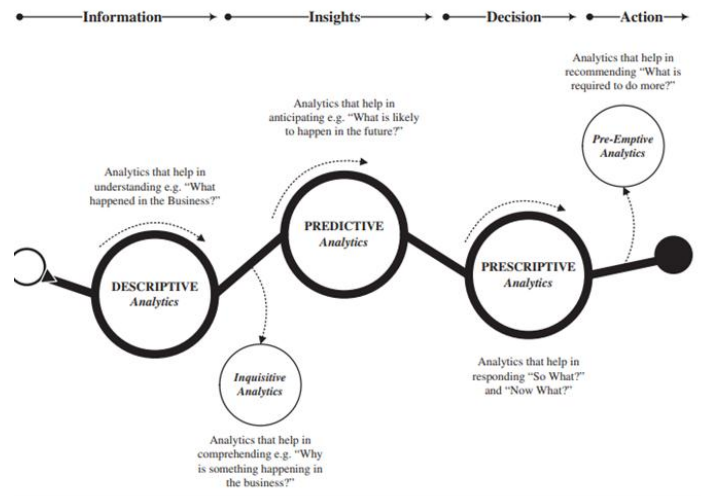 Information
Insights
Decision
Action
Analytics that help in
recommending “What is
required to do more?”
Pre-Emptive
Analytics
Analytics that help in
anticipating e.g. “What is likely
to happen in the future?”
Analytics that help in
understanding e.g. “What
happened in the Business?”
PREDICTIVE
Analytics
DESCRIPTIVE
Analytics
PRESCRIPTIVE
Analytics
Inquisitive
Analytics
Analytics that help in
responding “So What?”
and “Now What?”
Analytics that help in
comprehending e.g. “Why
is something happening in
the business?”